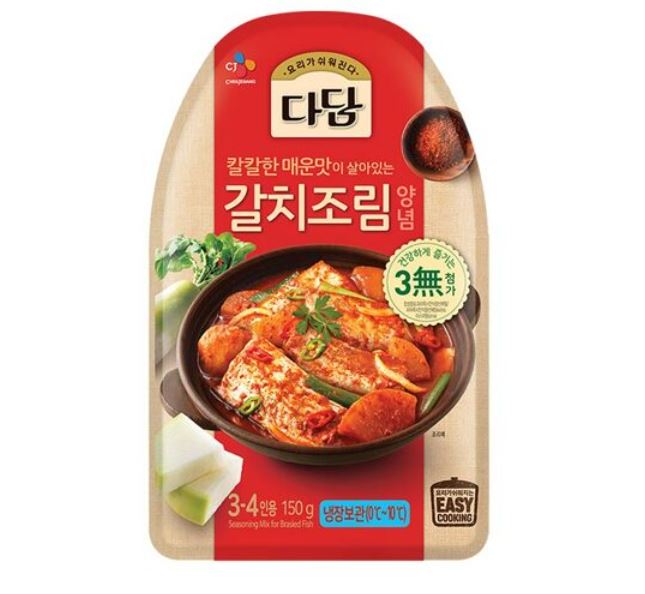 CJ
CHEILJEDANG
·요리가 쉬워진다·
다담
칼칼한 매운맛이 살아있는
갈치조림 양념
건강하게 즐기는
3無 첨가
조리예
3-4인용 150g
Seasoning Mix for Brasied Fish
냉장보관(0℃~10℃)
요리가 쉬워지는
EASY
COOKING